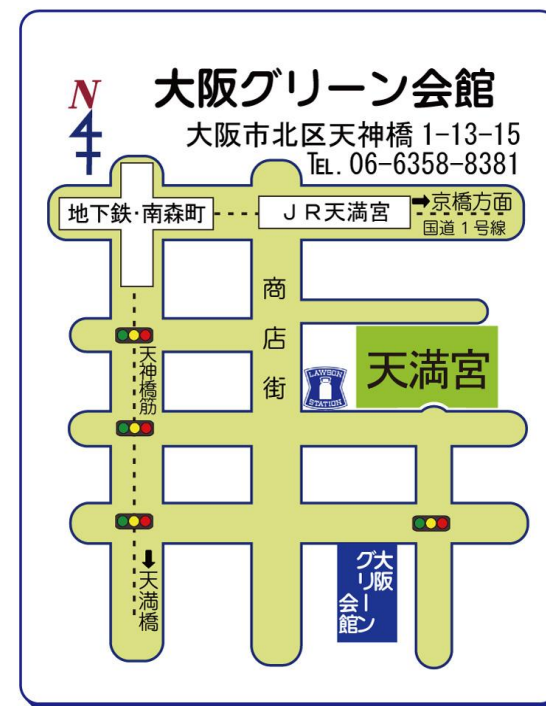 N
大阪グリーン会館
大阪市北区天神橋1-13-15
TEL. 06-6358-8381
地下鉄・南森町
JR天満宮
➡京橋方面
国道1号線
商店街
天神橋筋
LAWSON
STATION
天満宮
⬇天満橋
大阪
グリーン
会館